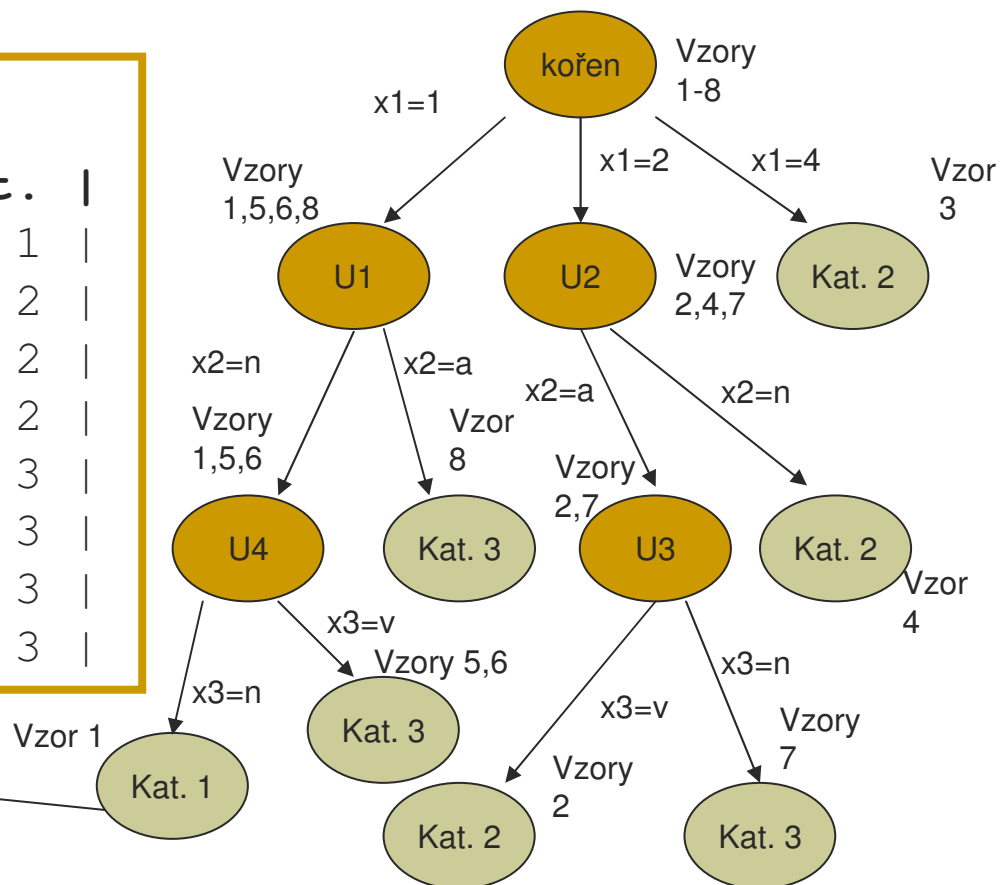 kořen
Vzory
1-8
x1=1
x1=2
x1=4
Vzor
3
Vzory
1,5,6,8
U1
U2
Vzory
2,4,7
Kat. 2
x2=n
x2=a
x2=a
x2=n
Vzory
1,5,6
Vzor
8
Vzory
2,7
U4
Kat. 3
U3
Kat. 2
Vzor
4
x3=n
x3=v
Vzory 5,6
x3=v
x3=n
Vzor 1
Kat. 1
Kat. 3
Vzory
2
Vzory
7
Kat. 2
Kat. 3
. |
1 |
2 |
2 |
2 |
3 |
3 |
3 |
3 |